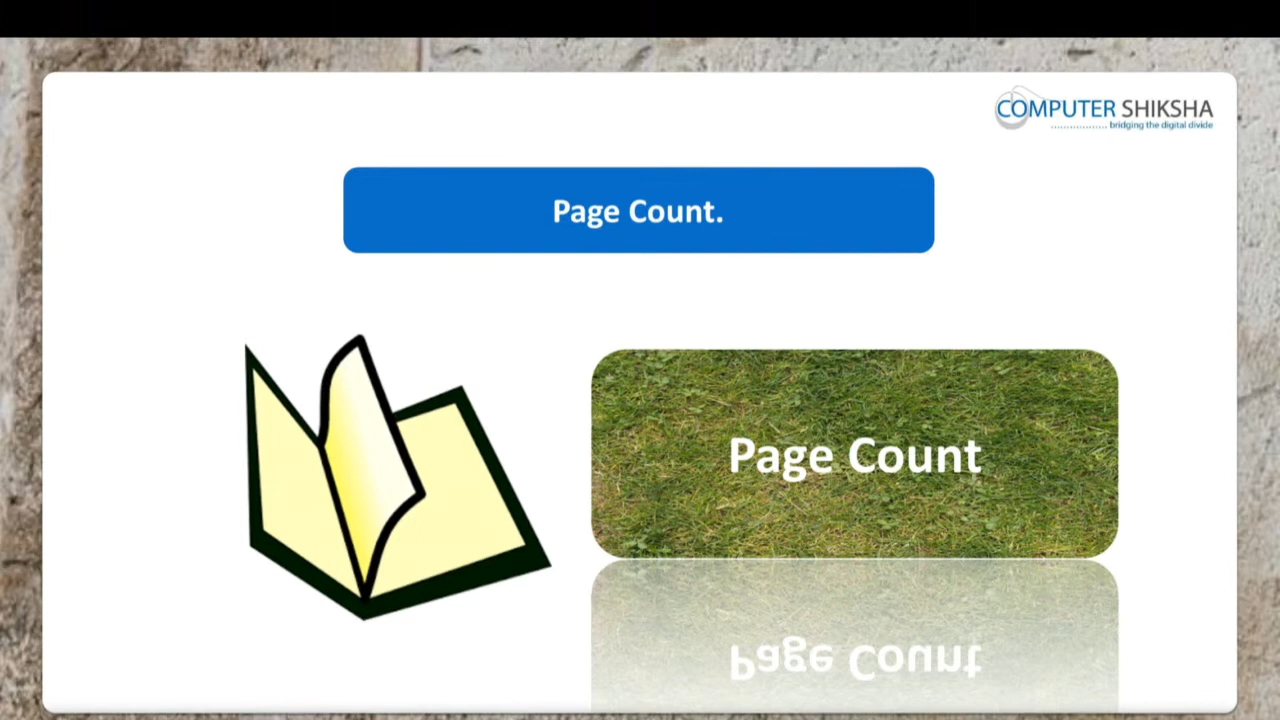 COMPUTER SHIKSHA
bridging the digital divide
Page Count.
Page Count
Page Count